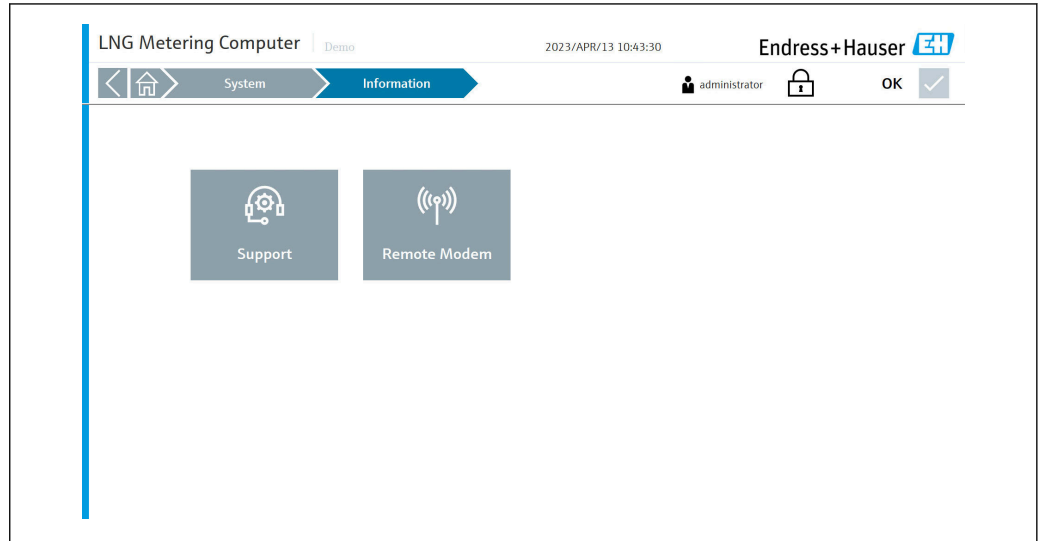 LNG Metering Computer Demo 2023/APR/13 10:43:30 Endress+Hauser EH
System Information administrator OK
Support Remote Modem